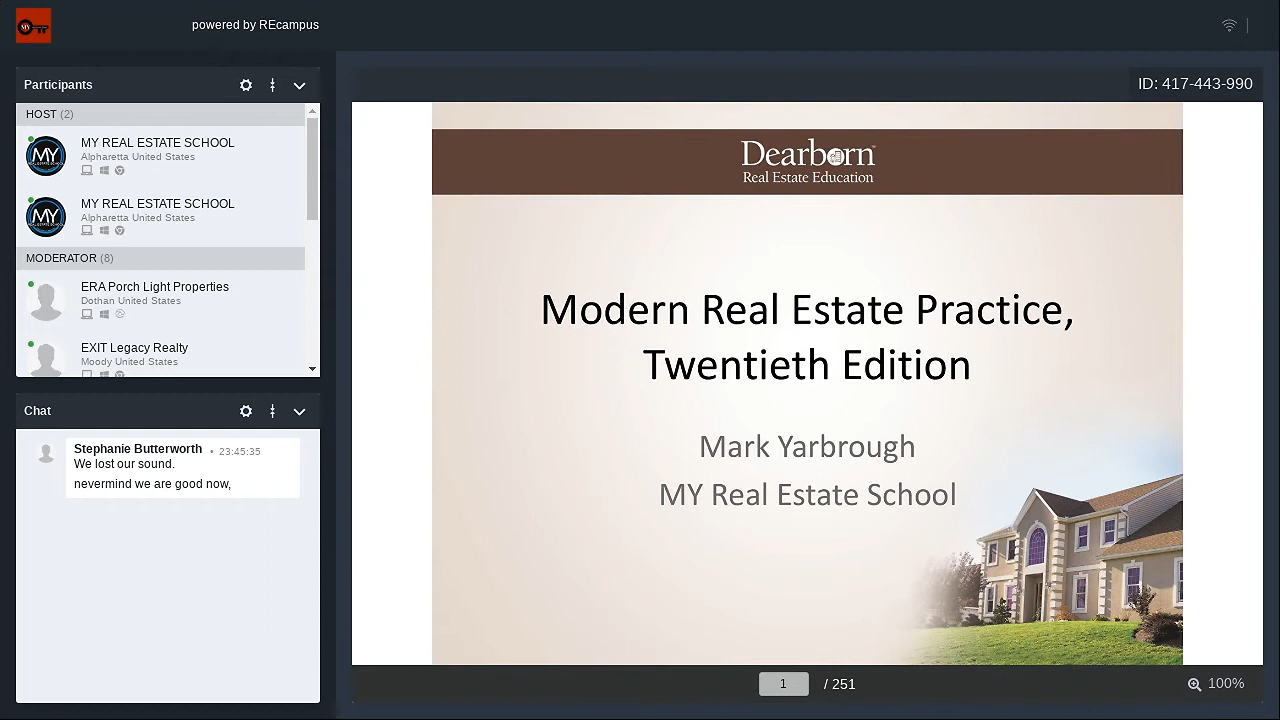 MY
powered by REcampus
Participants
HOST (2)
MY
MY REAL ESTATE SCHOOL
Alpharetta United States
MY
MY REAL ESTATE SCHOOL
Alpharetta United States
MODERATOR (8)
ERA Porch Light Properties
Dothan United States
EXIT Legacy Realty
Moody United States
Chat
Stephanie Butterworth • 23:45:35
We lost our sound.
nevermind we are good now,
ID: 417-443-990
Dearborn
Real Estate Education
Modern Real Estate Practice,
Twentieth Edition
Mark Yarbrough
MY Real Estate School
1 / 251
100%